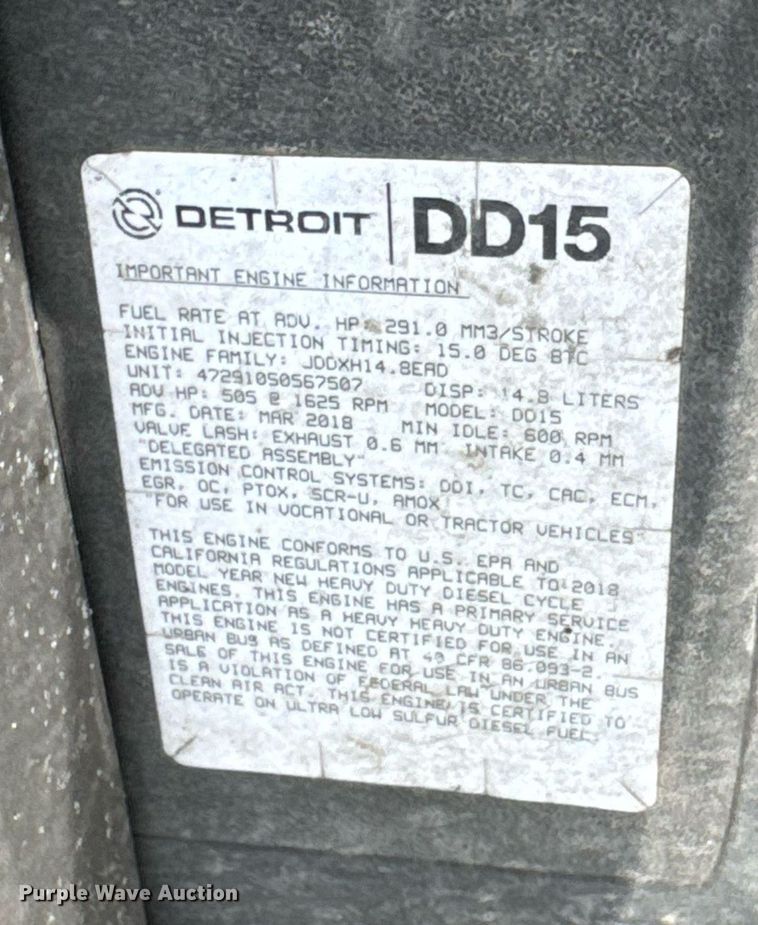 DETROIT DD15
IMPORTANT ENGINE INFORMATION
FUEL RATE AT ADV. HP: 291.0 MM3/STROKE
INITIAL INJECTION TIMING: 15.0 DEG BTC
ENGINE FAMILY: JDDXH14.8EAD
UNIT: 47291050567507 DISP: 14.8 LITERS
ADV HP: 505 @ 1625 RPM MODEL: DD15
MFG. DATE: MAR 2018 MIN IDLE: 600 RPM
VALVE LASH: EXHAUST 0.6 MM INTAKE 0.4 MM
"DELEGATED ASSEMBLY"
EMISSION CONTROL SYSTEMS: DDI, TC, CAC, ECM,
EGR, OC, PTOX, SCR-U, AMOX
"FOR USE IN VOCATIONAL OR TRACTOR VEHICLES"
THIS ENGINE CONFORMS TO U.S. EPA AND
CALIFORNIA REGULATIONS APPLICABLE TO 2018
MODEL YEAR NEW HEAVY DUTY DIESEL CYCLE
ENGINES. THIS ENGINE HAS A PRIMARY SERVICE
APPLICATION AS A HEAVY HEAVY DUTY ENGINE.
THIS ENGINE IS NOT CERTIFIED FOR USE IN AN
URBAN BUS AS DEFINED AT 40 CFR 86.093-2.
SALE OF THIS ENGINE FOR USE IN AN URBAN BUS
IS A VIOLATION OF FEDERAL LAW UNDER THE
CLEAN AIR ACT. THIS ENGINE IS CERTIFIED TO
OPERATE ON ULTRA LOW SULFUR DIESEL FUEL.
Purple Wave Auction